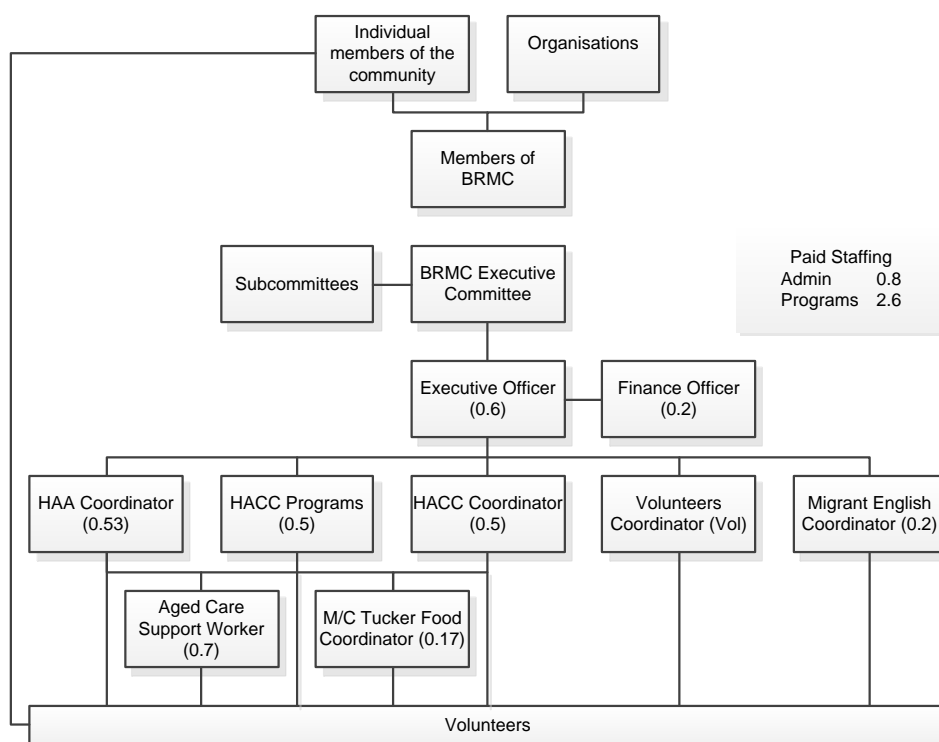 Individual
members of the
community
Organisations
Members of
BRMC
Subcommittees
BRMC Executive
Committee
Paid Staffing
Admin 0.8
Programs 2.6
Executive Officer
(0.6)
Finance Officer
(0.2)
HAA Coordinator
(0.53)
HACC Programs
(0.5)
HACC Coordinator
(0.5)
Volunteers
Coordinator (Vol)
Migrant English
Coordinator (0.2)
Aged Care
Support Worker
(0.7)
M/C Tucker Food
Coordinator (0.17)
Volunteers